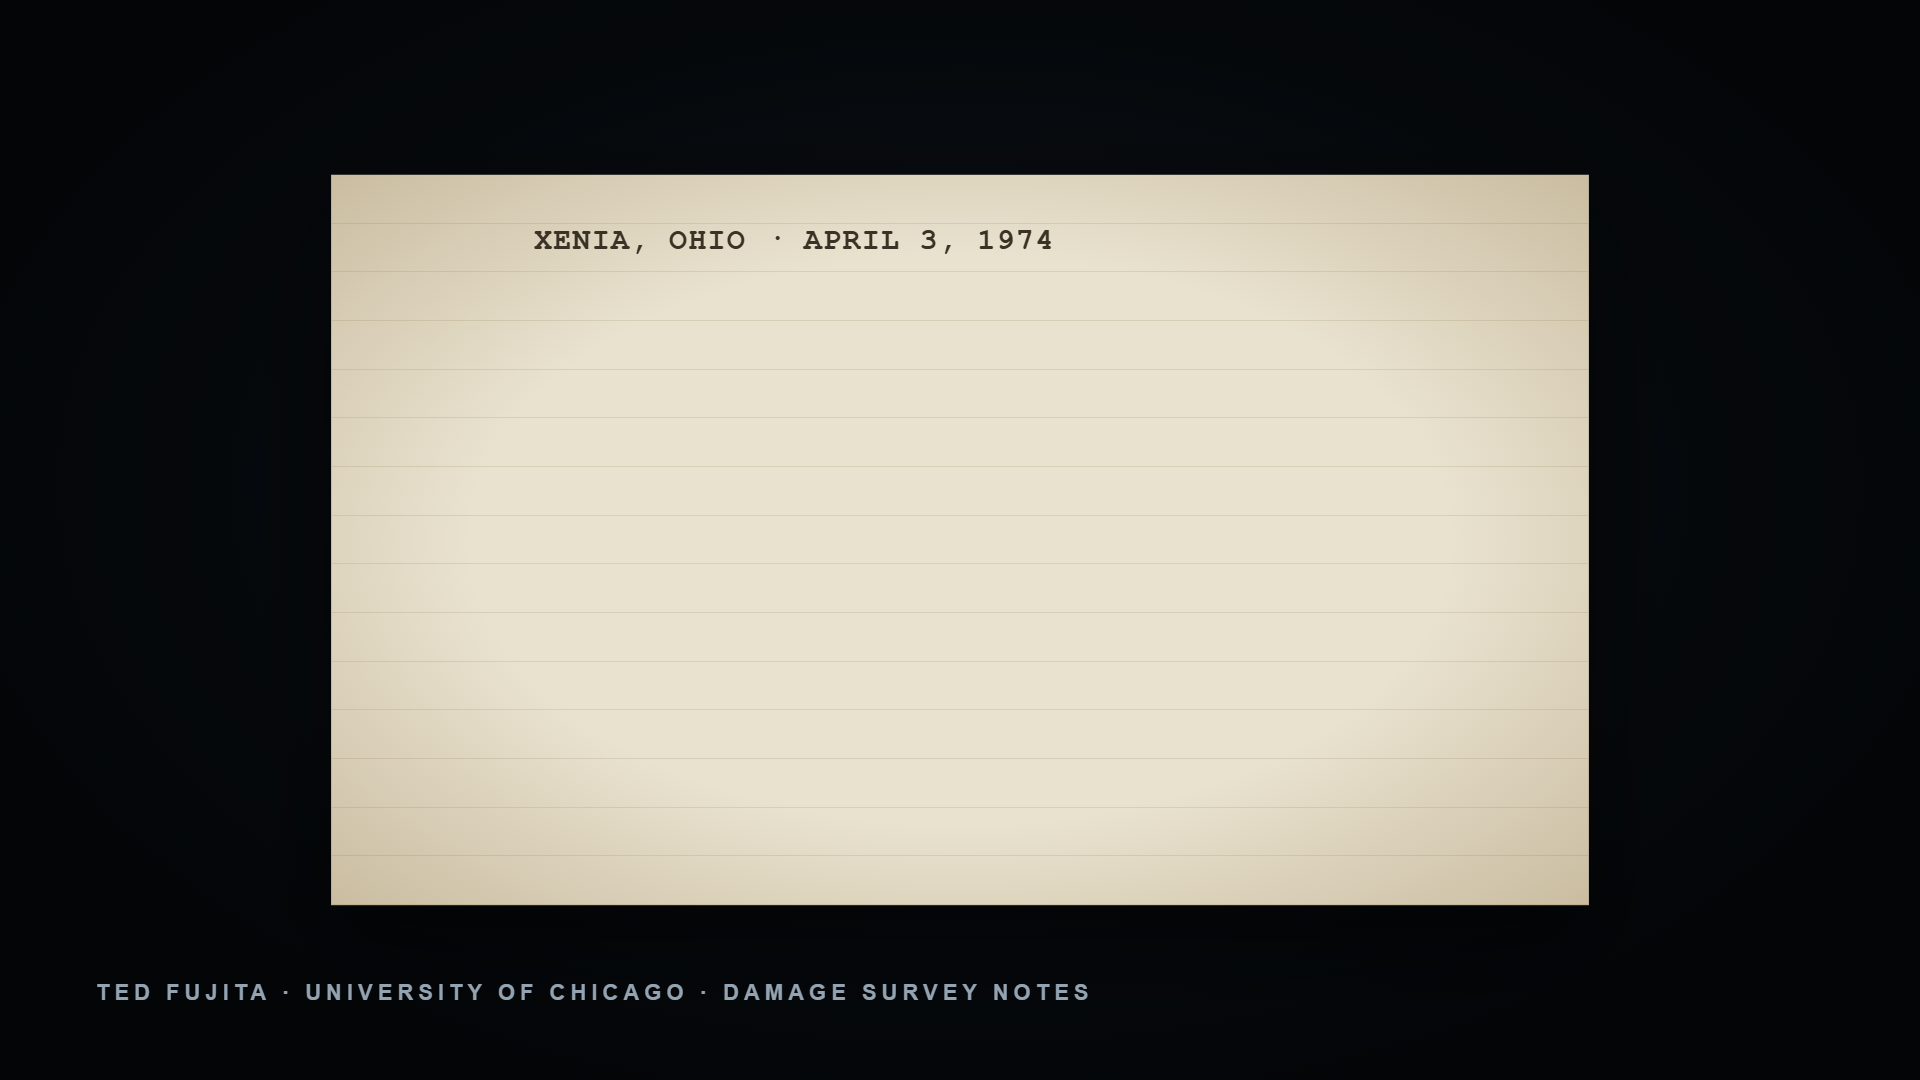 XENIA, OHIO · APRIL 3, 1974
TED FUJITA · UNIVERSITY OF CHICAGO · DAMAGE SURVEY NOTES